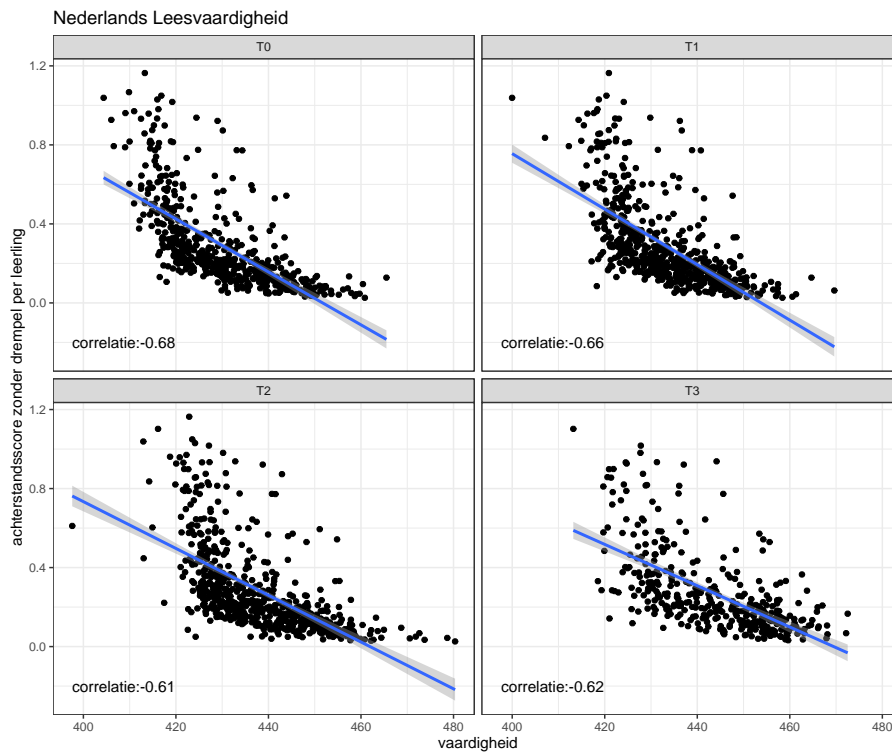 Nederlands Leesvaardigheid
T0
T1
1.2
0.8
0.4
0.0
correlatie:-0.68
correlatie:-0.66
T2
T3
1.2
0.8
0.4
0.0
correlatie:-0.61
correlatie:-0.62
achterstandsscore zonder drempel per leerling
400 420 440 460 480 400 420 440 460 480
vaardigheid